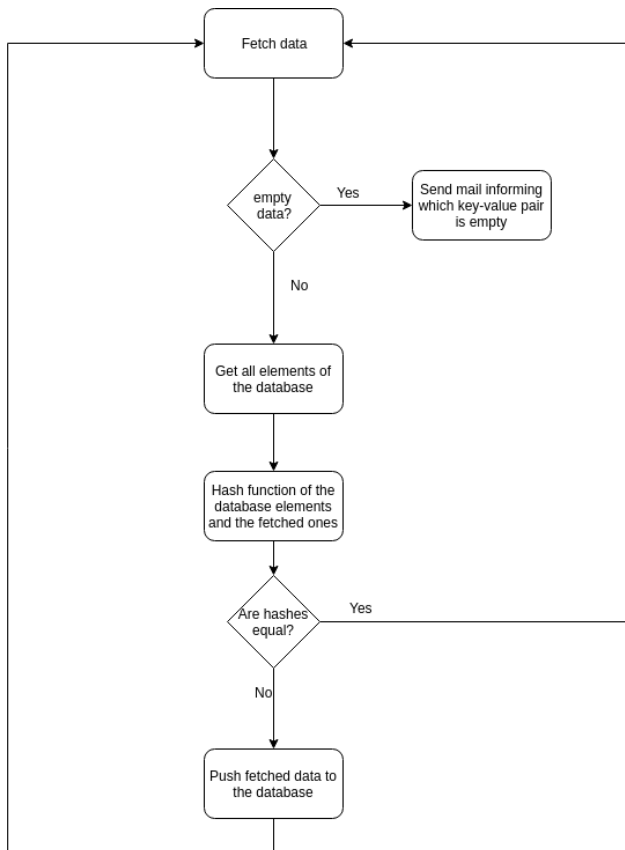 Fetch data
empty
data?
Yes
Send mail informing
which key-value pair
is empty
No
Get all elements of
the database
Hash function of the
database elements
and the fetched ones
Are hashes
equal?
Yes
No
Push fetched data to
the database